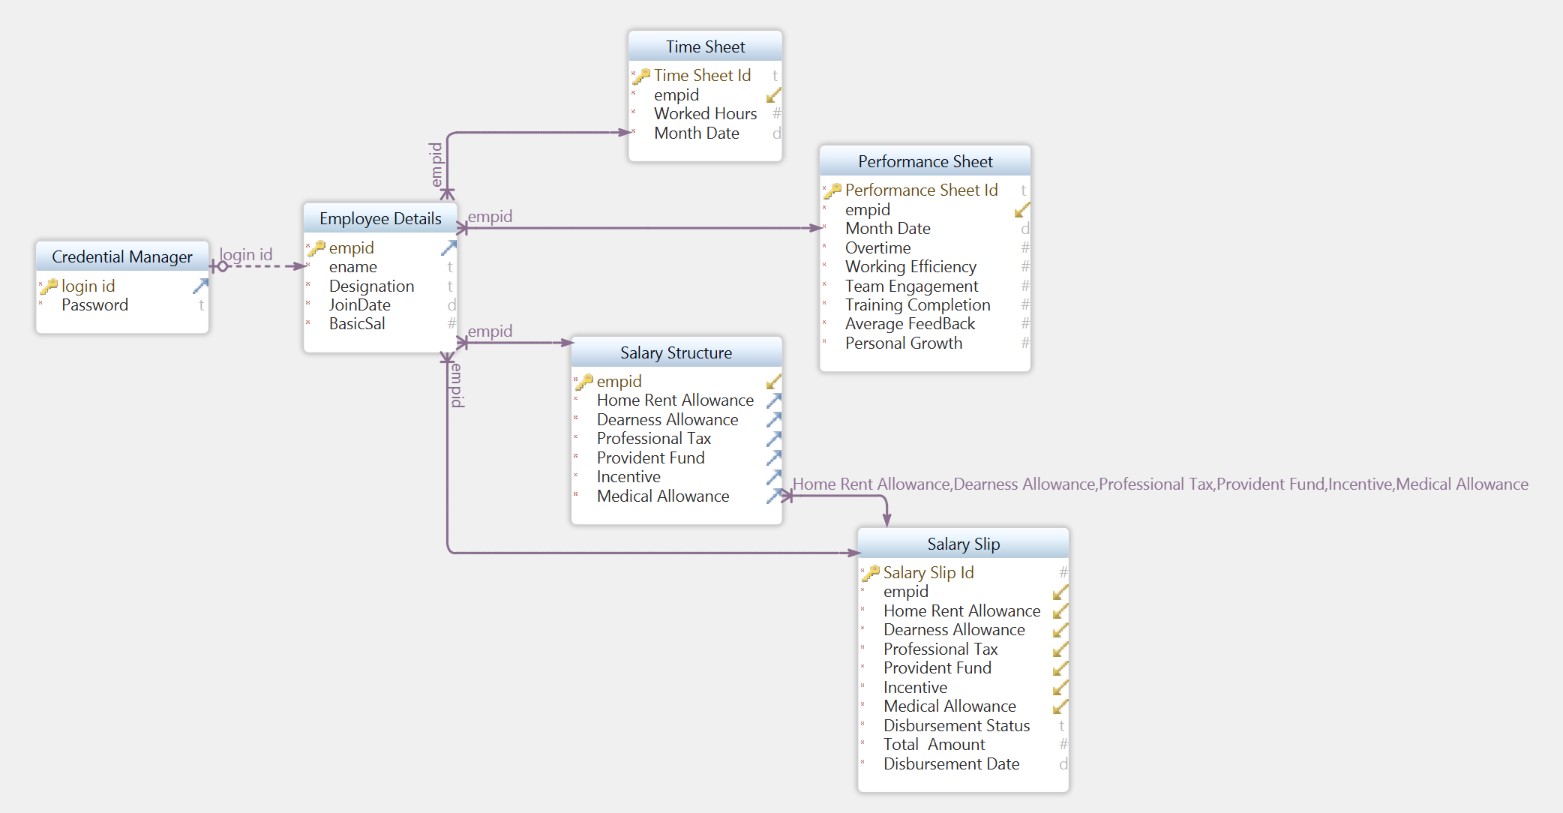 Time Sheet
Time Sheet Id t
empid
Worked Hours #
Month Date d
empid
Performance Sheet
Performance Sheet Id t
empid
Month Date d
Overtime #
Working Efficiency #
Team Engagement #
Training Completion #
Average FeedBack #
Personal Growth #
empid
Employee Details
empid
ename t
Designation t
JoinDate d
BasicSal #
Credential Manager
login id
Password t
login id
empid
empid
Salary Structure
empid
Home Rent Allowance
Dearness Allowance
Professional Tax
Provident Fund
Incentive
Medical Allowance
Home Rent Allowance,Dearness Allowance,Professional Tax,Provident Fund,Incentive,Medical Allowance
Salary Slip
Salary Slip Id #
empid
Home Rent Allowance
Dearness Allowance
Professional Tax
Provident Fund
Incentive
Medical Allowance
Disbursement Status t
Total  Amount #
Disbursement Date d